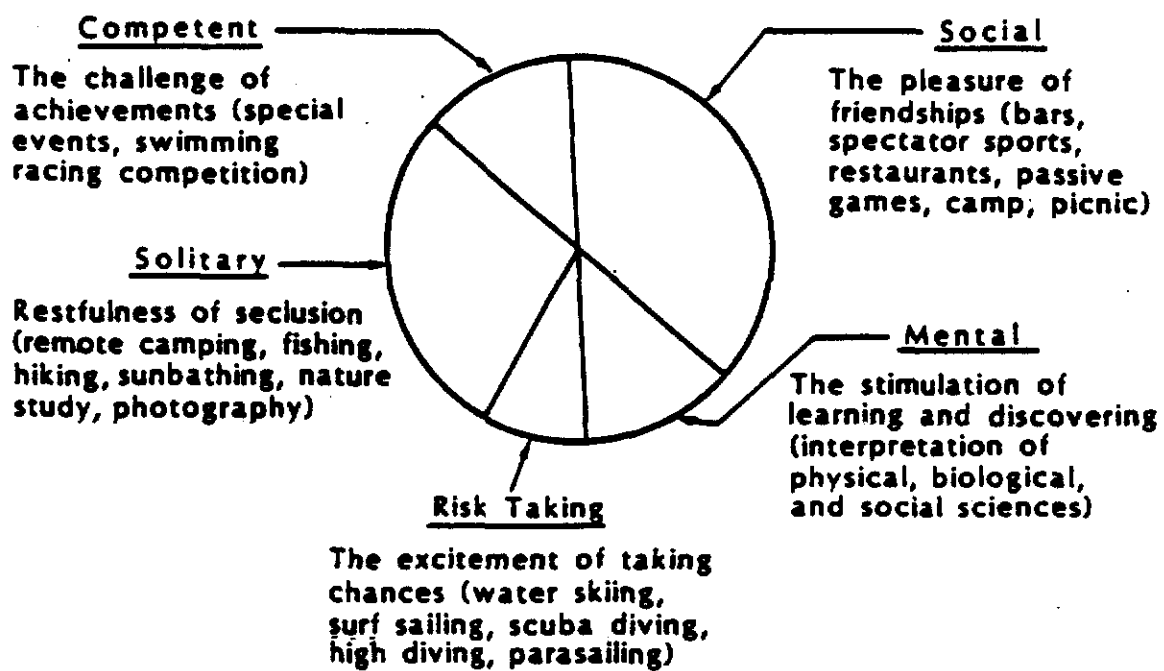 Competent
The challenge of
achievements (special
events, swimming
racing competition)
Social
The pleasure of
friendships (bars,
spectator sports,
restaurants, passive
games, camp, picnic)
Solitary
Restfulness of seclusion
(remote camping, fishing,
hiking, sunbathing, nature
study, photography)
Mental
The stimulation of
learning and discovering
(interpretation of
physical, biological,
and social sciences)
Risk Taking
The excitement of taking
chances (water skiing,
surf sailing, scuba diving,
high diving, parasailing)